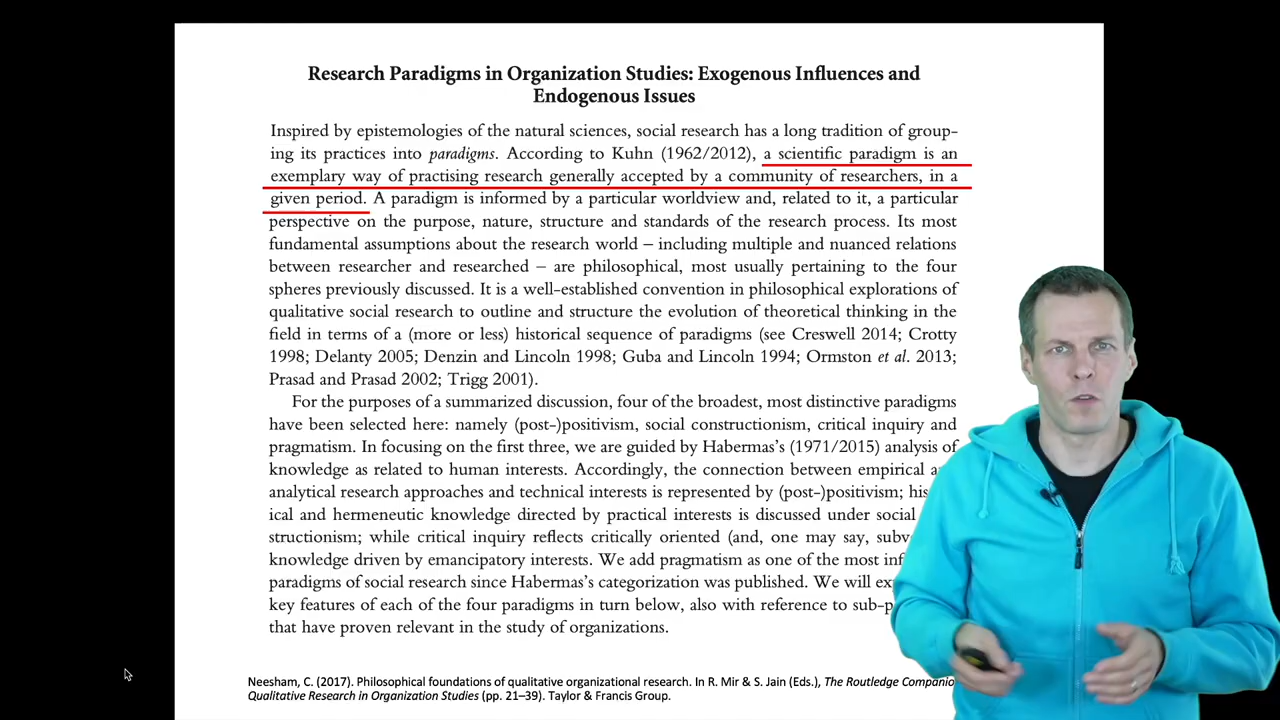 Research Paradigms in Organization Studies: Exogenous Influences and
Endogenous Issues
Inspired by epistemologies of the natural sciences, social research has a long tradition of group-
ing its practices into paradigms. According to Kuhn (1962/2012), a scientific paradigm is an
exemplary way of practising research generally accepted by a community of researchers, in a
given period. A paradigm is informed by a particular worldview and, related to it, a particular
perspective on the purpose, nature, structure and standards of the research process. Its most
fundamental assumptions about the research world – including multiple and nuanced relations
between researcher and researched – are philosophical, most usually pertaining to the four
spheres previously discussed. It is a well-established convention in philosophical explorations of
qualitative social research to outline and structure the evolution of theoretical thinking in the
field in terms of a (more or less) historical sequence of paradigms (see Creswell 2014; Crotty
1998; Delanty 2005; Denzin and Lincoln 1998; Guba and Lincoln 1994; Ormston et al. 2013;
Prasad and Prasad 2002; Trigg 2001).
For the purposes of a summarized discussion, four of the broadest, most distinctive paradigms
have been selected here: namely (post-)positivism, social constructionism, critical inquiry and
pragmatism. In focusing on the first three, we are guided by Habermas's (1971/2015) analysis of
knowledge as related to human interests. Accordingly, the connection between empirical
analytical research approaches and technical interests is represented by (post-)positivism;
ical and hermeneutic knowledge directed by practical interests is discussed under social
structionism; while critical inquiry reflects critically oriented (and, one may say,
knowledge driven by emancipatory interests. We add pragmatism as one of the most
paradigms of social research since Habermas's categorization was published. We will
key features of each of the four paradigms in turn below, also with reference to
that have proven relevant in the study of organizations.
Neesham, C. (2017). Philosophical foundations of qualitative organizational research. In R. Mir & S. Jain (Eds.), The Routledge
Qualitative Research in Organization Studies (pp. 21–39). Taylor & Francis Group.